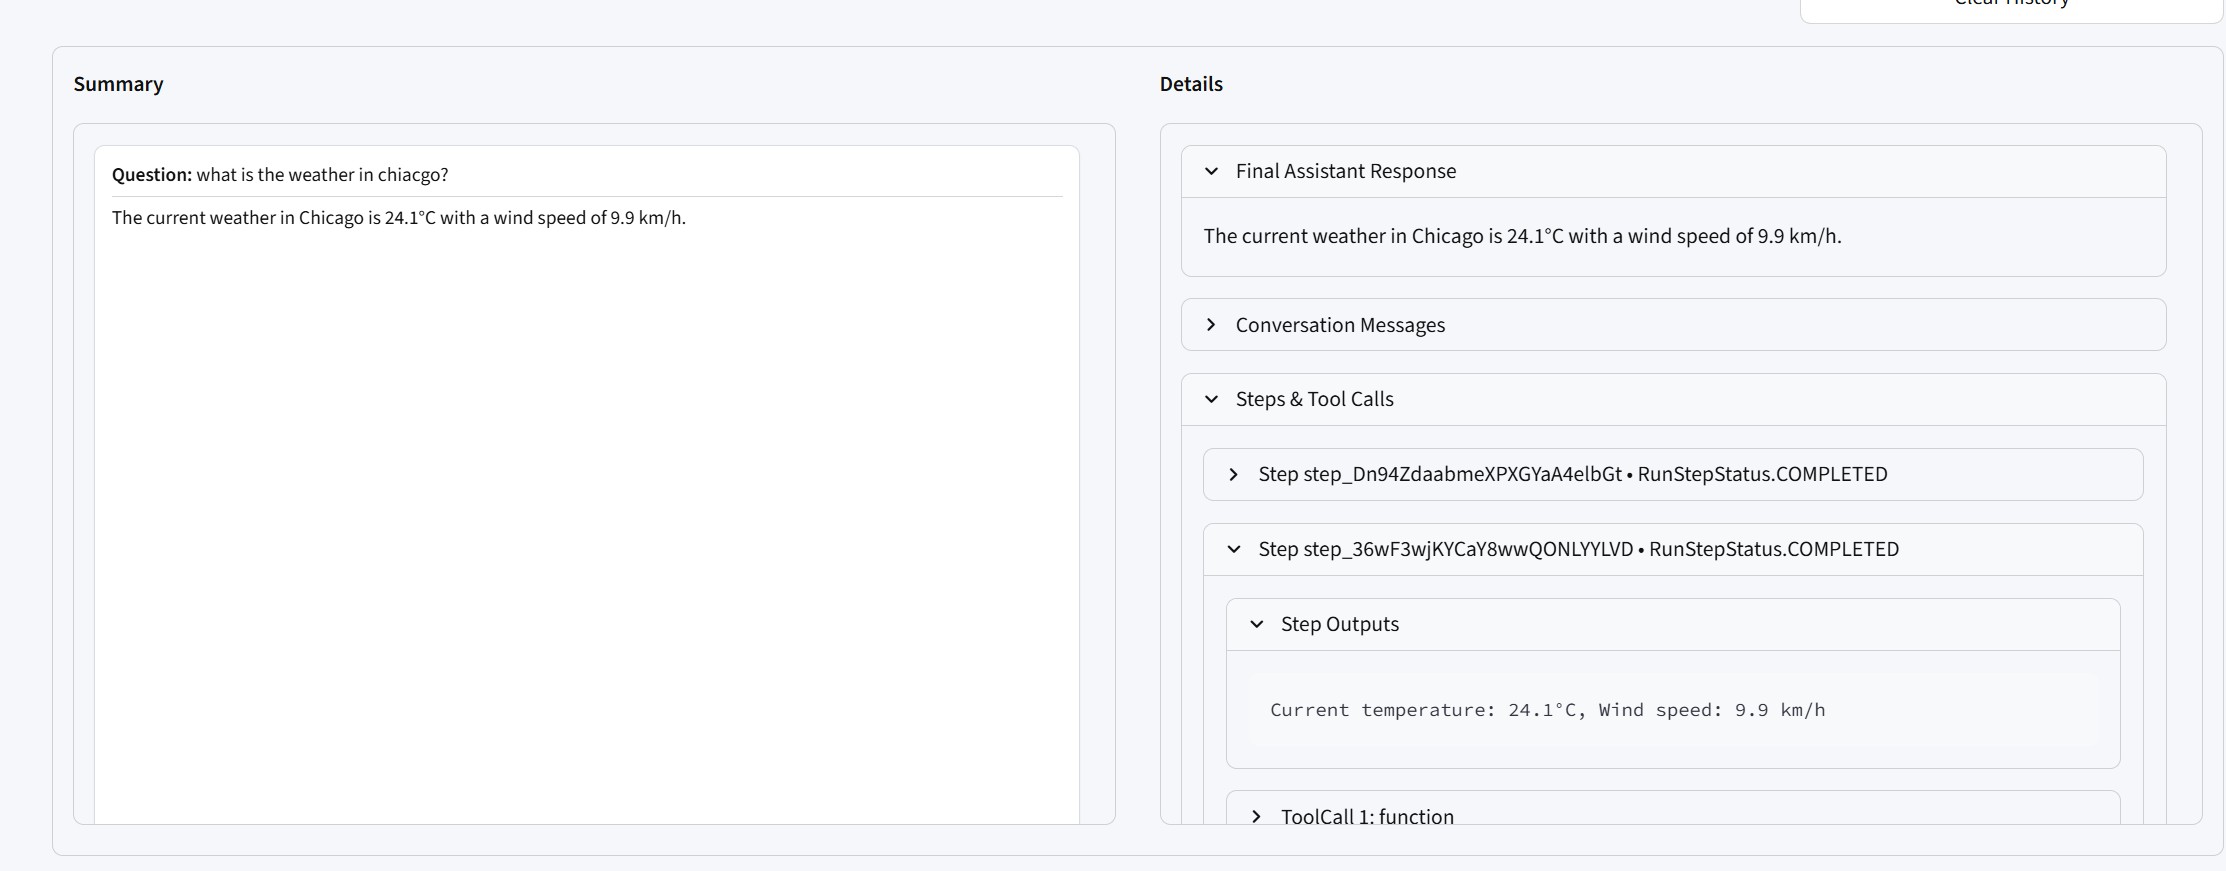 Clear History
Summary
Question: what is the weather in chiacgo?
The current weather in Chicago is 24.1°C with a wind speed of 9.9 km/h.
Details
Final Assistant Response
The current weather in Chicago is 24.1°C with a wind speed of 9.9 km/h.
Conversation Messages
Steps & Tool Calls
Step step_Dn94ZdaabmeXPXGYaA4elbGt • RunStepStatus.COMPLETED
Step step_36wF3wjKYCaY8wwQONLYYLVD • RunStepStatus.COMPLETED
Step Outputs
Current temperature: 24.1°C, Wind speed: 9.9 km/h
ToolCall 1: function